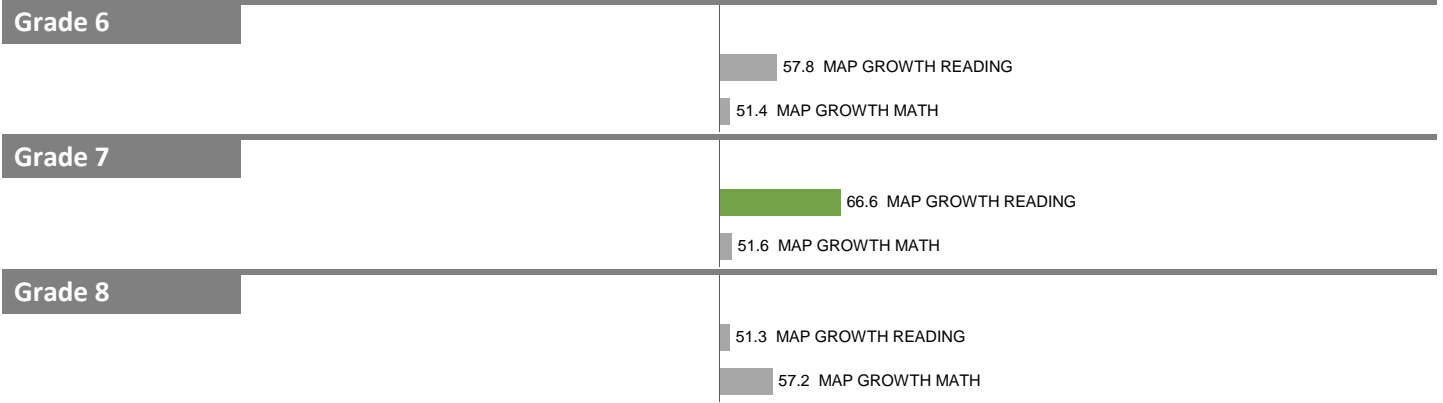 Grade 6
57.8 MAP GROWTH READING
51.4 MAP GROWTH MATH
Grade 7
66.6 MAP GROWTH READING
51.6 MAP GROWTH MATH
Grade 8
51.3 MAP GROWTH READING
57.2 MAP GROWTH MATH